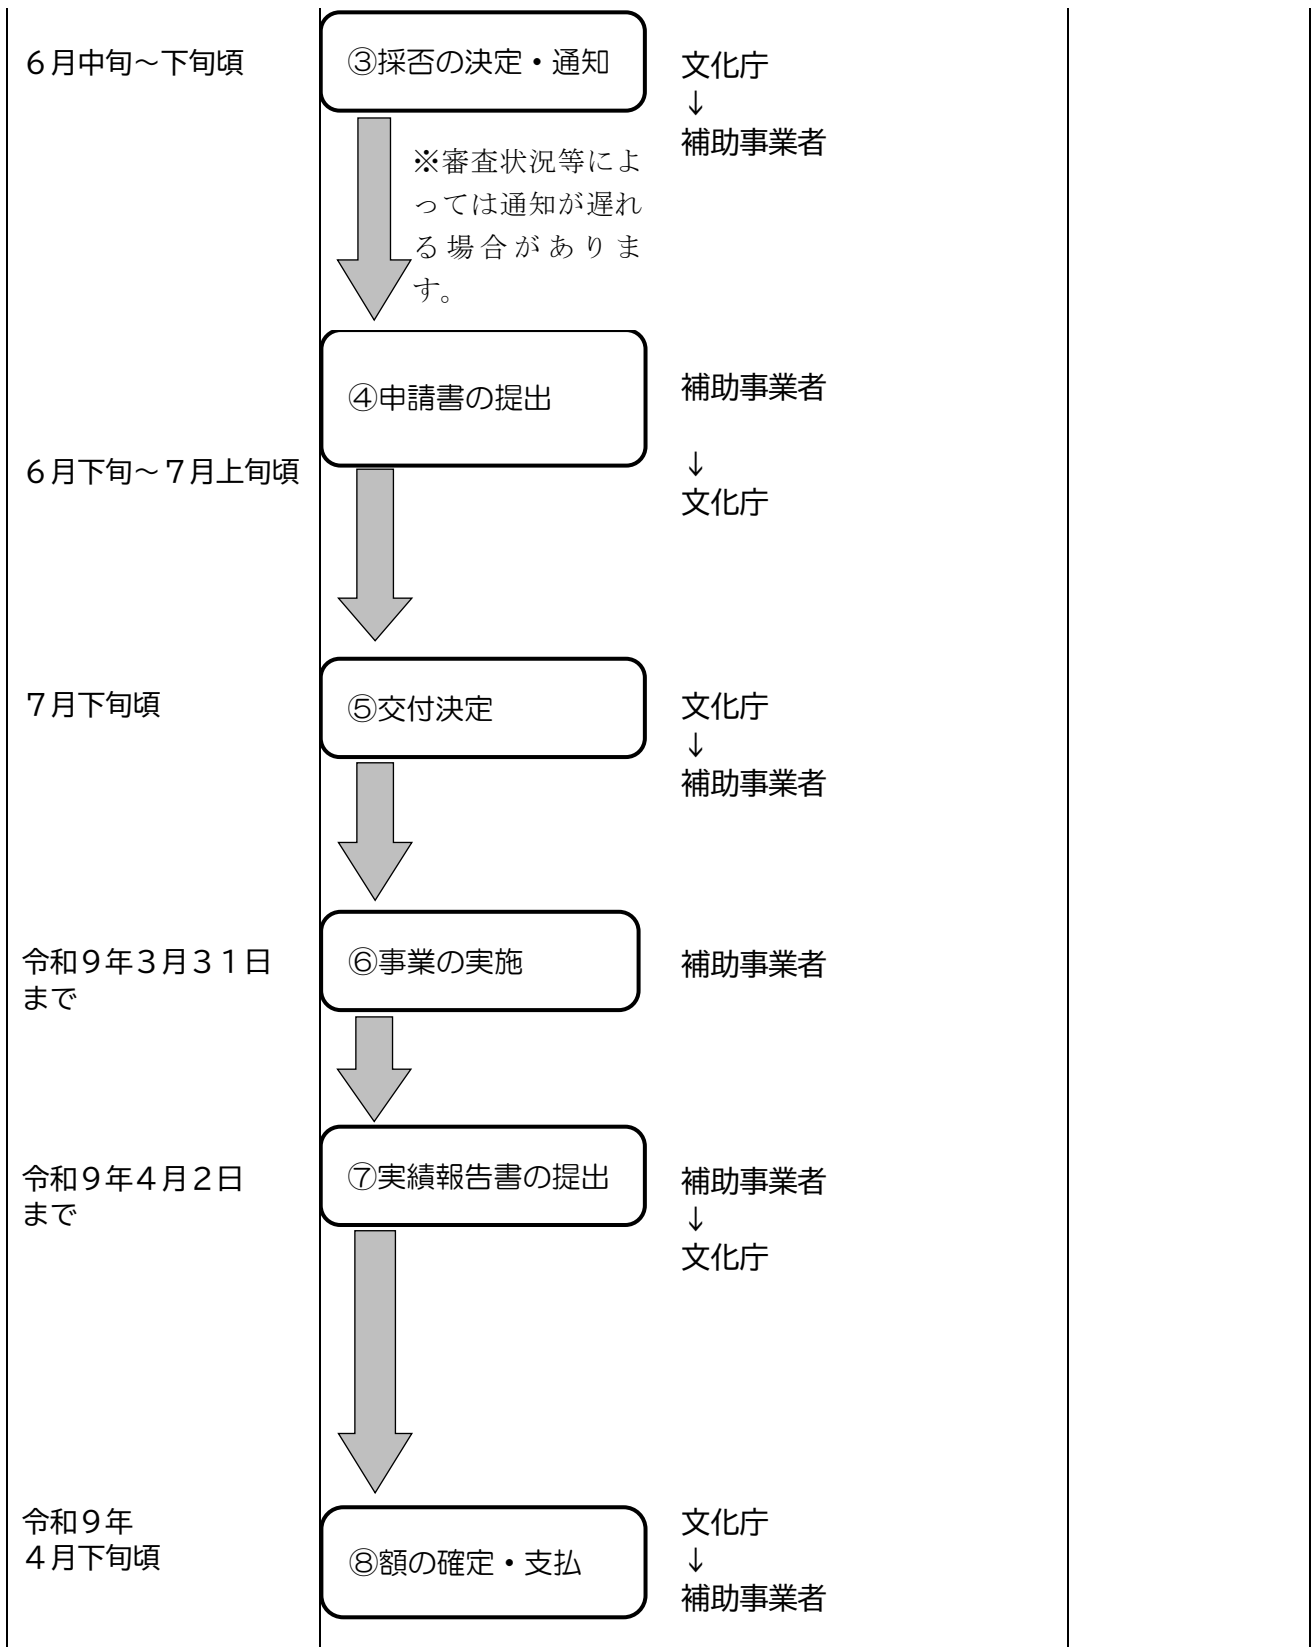 ６月中旬～下旬頃
③採否の決定・通知
文化庁
↓
補助事業者
※審査状況等によ
っては通知が遅れ
る場合がありま
す。
④申請書の提出
補助事業者
６月下旬～７月上旬頃
↓
文化庁
７月下旬頃
⑤交付決定
文化庁
↓
補助事業者
令和９年３月３１日
まで
⑥事業の実施
補助事業者
令和９年４月２日
まで
⑦実績報告書の提出
補助事業者
↓
文化庁
令和９年
４月下旬頃
⑧額の確定・支払
文化庁
↓
補助事業者